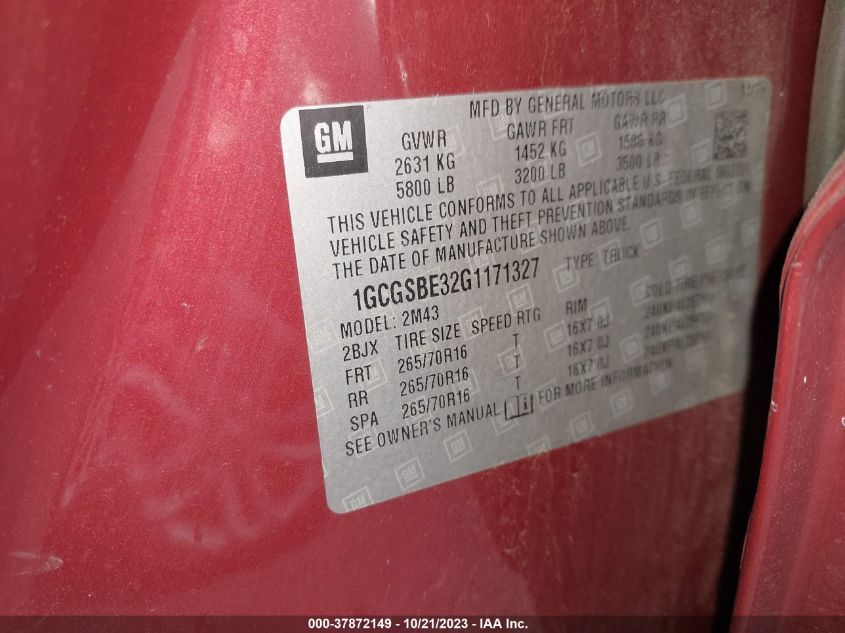 MFD BY GENERAL MOTORS LLC
GM
GVWR GAWR FRT GAWR RR
2631 KG 1452 KG 1588 KG
5800 LB 3200 LB 3500 LB
THIS VEHICLE CONFORMS TO ALL APPLICABLE U.S. FEDERAL MOTOR
VEHICLE SAFETY AND THEFT PREVENTION STANDARDS IN EFFECT ON
THE DATE OF MANUFACTURE SHOWN ABOVE.
1GCGSBE32G1171327 TYPE: TRUCK
MODEL: 2M43
2BJX TIRE SIZE SPEED RTG RIM COLD TIRE PRESSURE
FRT 265/70R16 T 16X7.0J
RR 265/70R16 T 16X7.0J
SPA 265/70R16 T 16X7.0J
SEE OWNER'S MANUAL FOR MORE INFORMATION
000-37872149 - 10/21/2023 - IAA Inc.